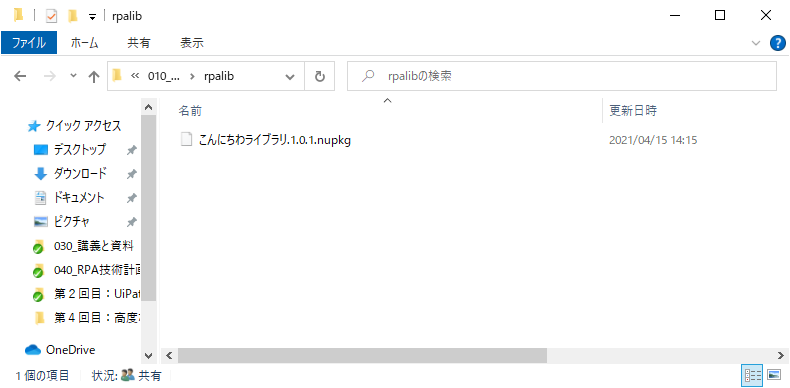 rpalib
ファイル ホーム 共有 表示
010_... rpalib rpalibの検索
名前 更新日時
こんにちわライブラリ.1.0.1.nupkg 2021/04/15 14:15
クイック アクセス
デスクトップ
ダウンロード
ドキュメント
ピクチャ
030_講義と資料
040_RPA技術計画
第２回目：UiPat
第４回目：高度
OneDrive
1 個の項目 状況: 共有